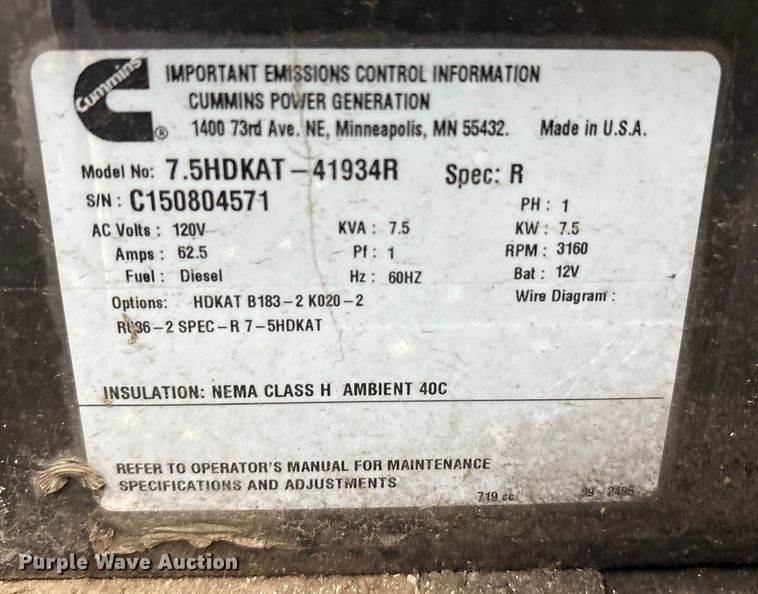 Cummins
IMPORTANT EMISSIONS CONTROL INFORMATION
CUMMINS POWER GENERATION
® 1400 73rd Ave. NE, Minneapolis, MN 55432. Made in U.S.A.
Model No: 7.5HDKAT-41934R Spec: R
S/N : C150804571 PH : 1
AC Volts : 120V KVA : 7.5 KW : 7.5
Amps : 62.5 Pf : 1 RPM : 3160
Fuel : Diesel Hz : 60HZ Bat : 12V
Options: HDKAT B183-2 K020-2 Wire Diagram :
SPEC-R 7-5HDKAT
INSULATION: NEMA CLASS H AMBIENT 40C
REFER TO OPERATOR'S MANUAL FOR MAINTENANCE
SPECIFICATIONS AND ADJUSTMENTS
719 cc
Purple Wave Auction